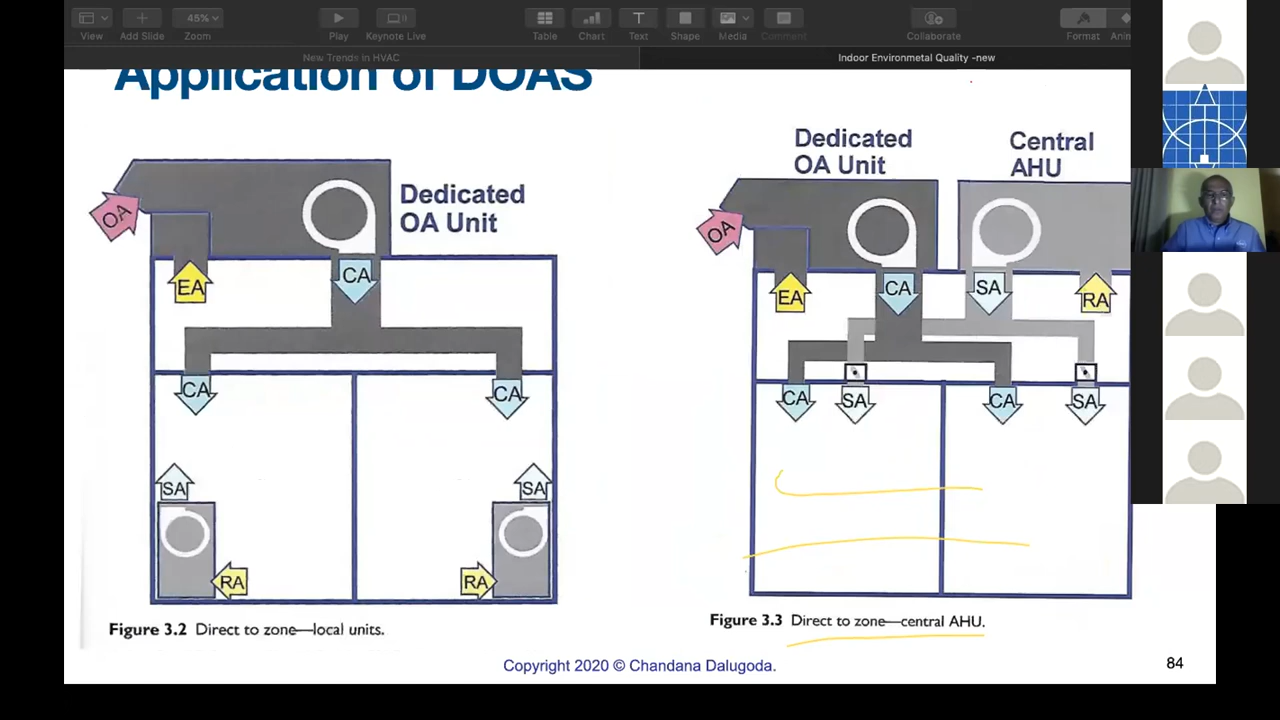 View
Add Slide
45%
Zoom
Play
Keynote Live
Table
Chart
Text
Shape
Media
Comment
Collaborate
Format
Anin
New Trends in HVAC
Indoor Environmetal Quality -new
Application of DOAS
Dedicated
OA Unit
OA
EA
CA
CA
CA
SA
SA
RA
RA
Figure 3.2 Direct to zone—local units.
Dedicated
OA Unit
Central
AHU
OA
EA
CA
SA
RA
CA
SA
CA
SA
Figure 3.3 Direct to zone—central AHU.
Copyright 2020 © Chandana Dalugoda.
84